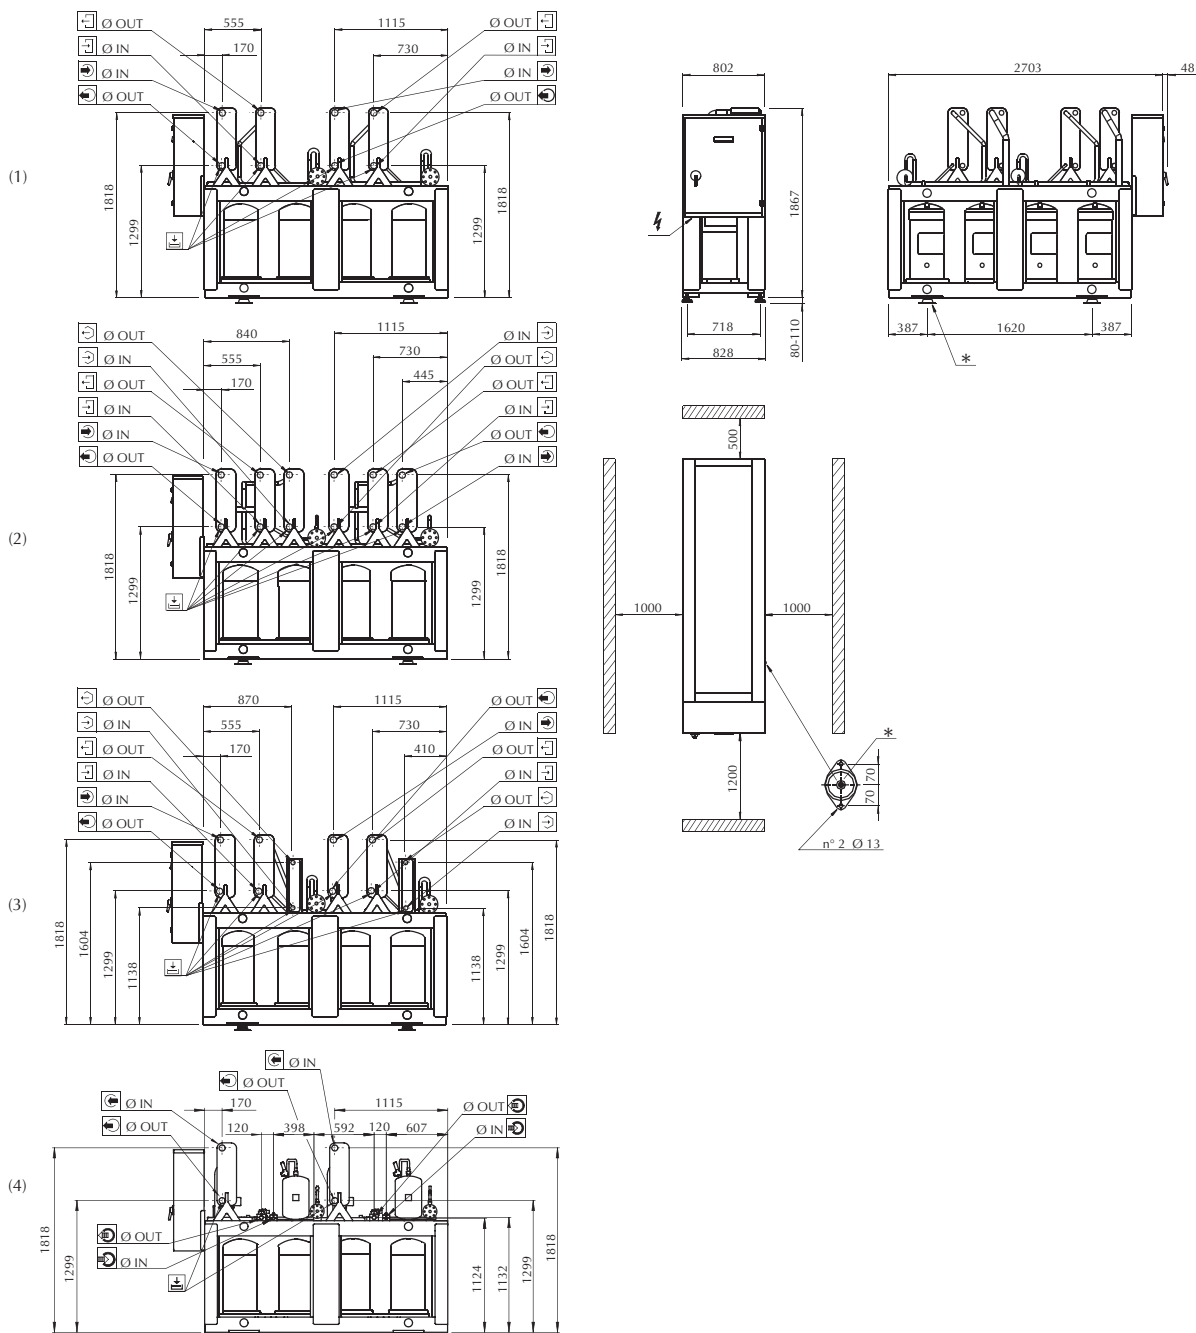 Ø OUT
Ø IN
Ø IN
Ø OUT
555
170
1115
730
Ø OUT
Ø IN
Ø IN
Ø OUT
(1)
1818
1299
1299
1818
802
1867
718
828
80-110
2703
48
387
1620
387
*
Ø OUT
Ø IN
Ø OUT
Ø IN
Ø IN
Ø OUT
840
555
170
1115
730
445
Ø IN
Ø OUT
Ø OUT
Ø IN
Ø OUT
Ø IN
(2)
1818
1299
1299
1818
500
1000
1000
1200
*
70
70
n° 2 Ø 13
Ø OUT
Ø IN
Ø OUT
Ø IN
Ø IN
Ø OUT
870
555
170
1115
730
410
Ø OUT
Ø IN
Ø OUT
Ø IN
Ø OUT
Ø IN
(3)
1818
1604
1299
1138
1138
1299
1604
1818
Ø IN
Ø OUT
Ø IN
Ø OUT
170
1115
120
398
592
120
607
Ø OUT
Ø IN
(4)
1818
1299
Ø OUT
Ø IN
1124
1132
1299
1818